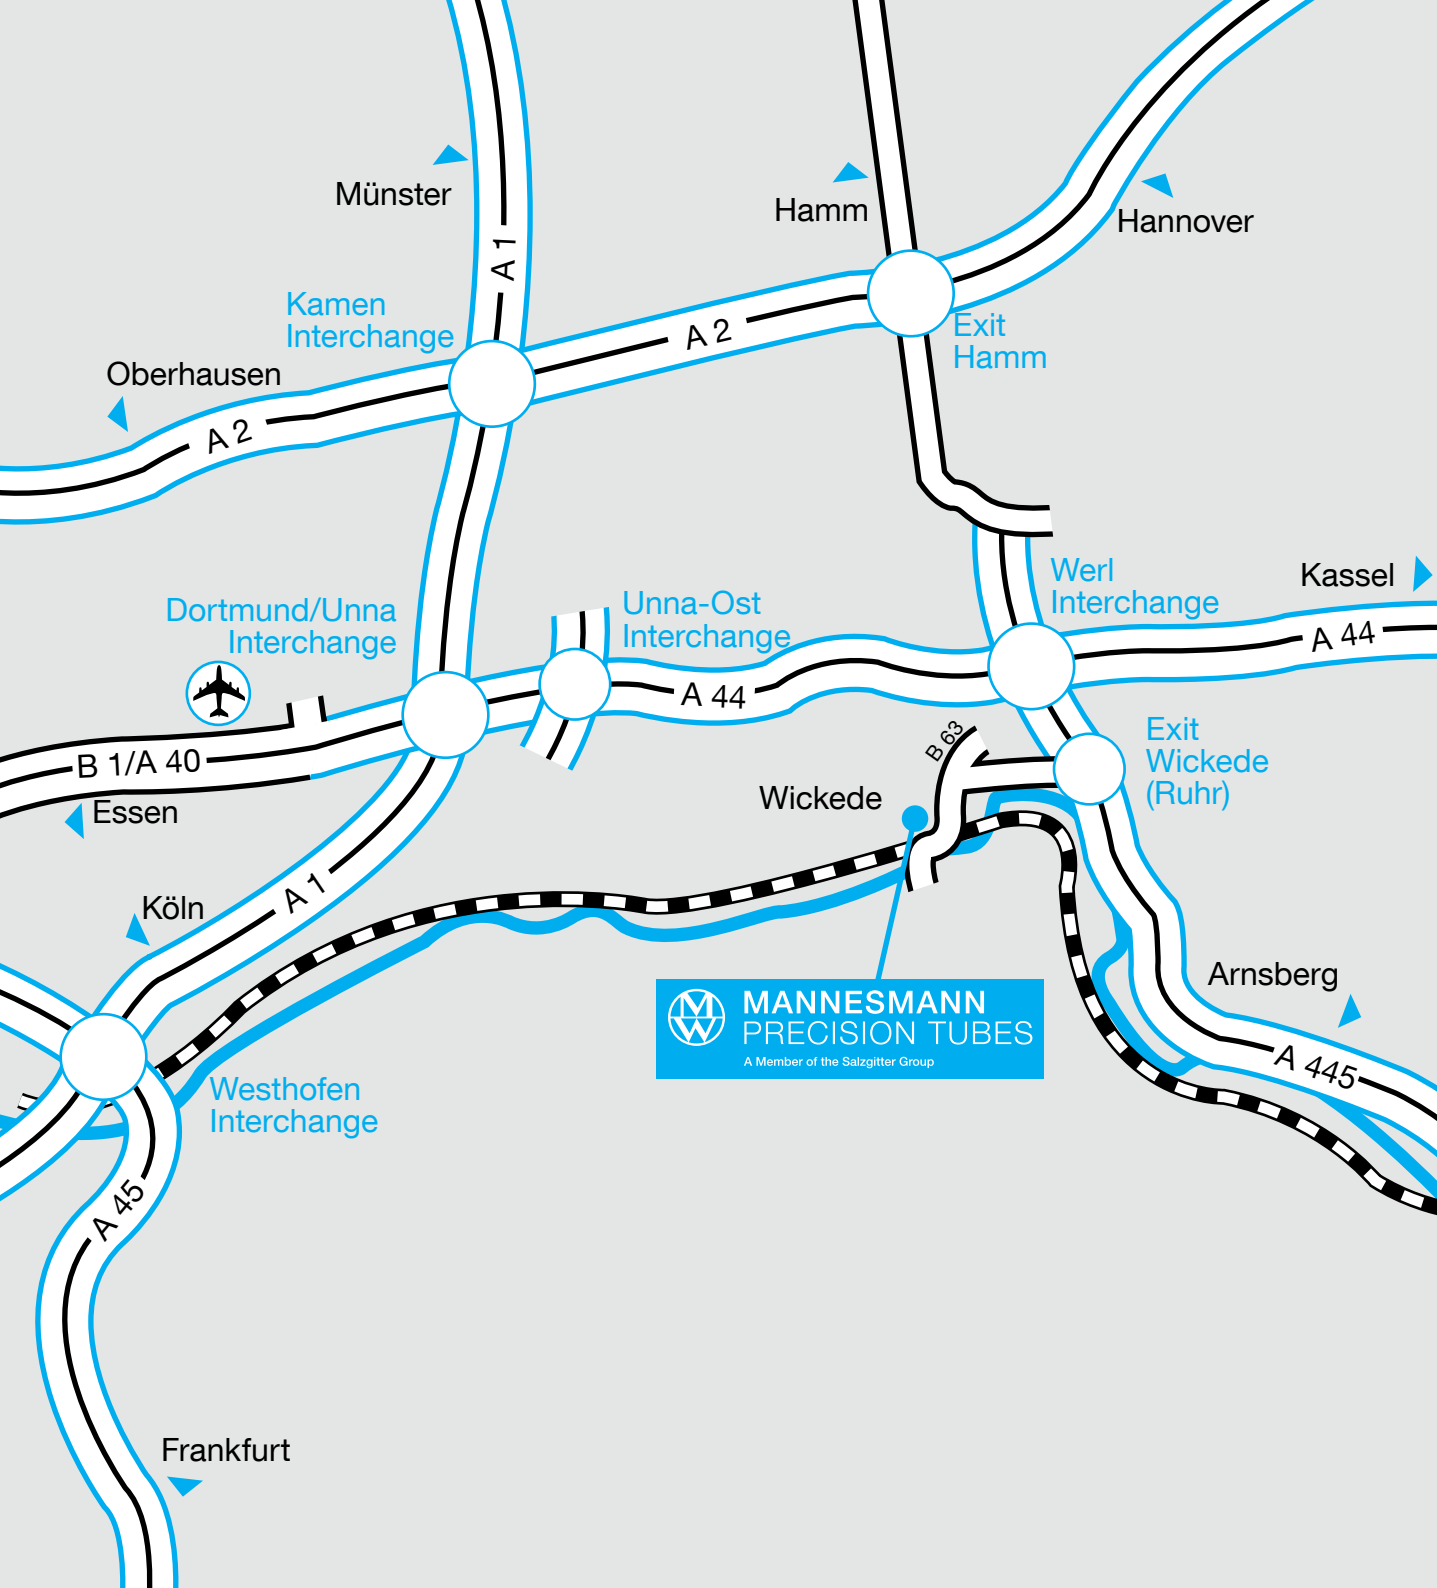 Münster
Hamm
Hannover
A 1
Kamen
Interchange
A 2
Exit
Hamm
Oberhausen
A 2
Werl
Interchange
Kassel
Dortmund/Unna
Interchange
Unna-Ost
Interchange
A 44
A 44
B 1/A 40
Essen
B 63
Exit
Wickede
(Ruhr)
Wickede
A 1
Köln
Arnsberg
MANNESMANN
PRECISION TUBES
A Member of the Salzgitter Group
A 445
Westhofen
Interchange
A 45
Frankfurt
MW